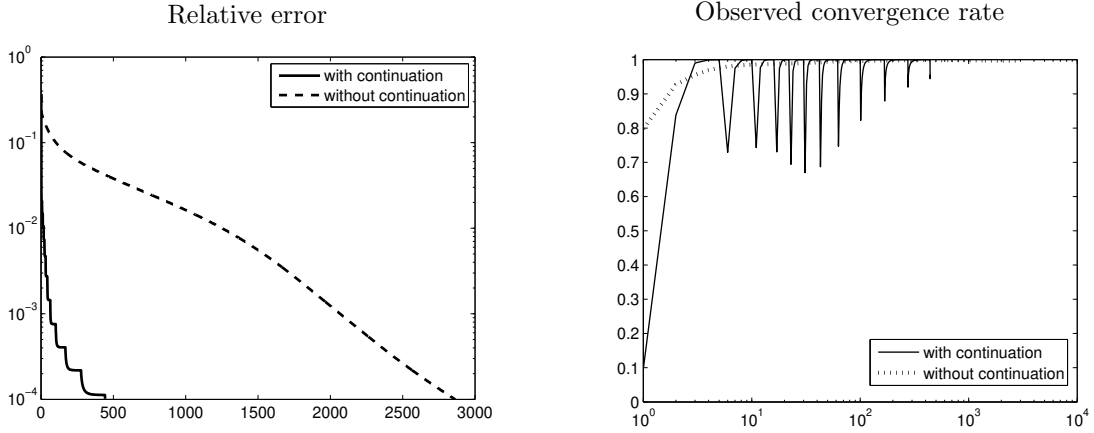 Relative error
10^0
10^-1
10^-2
10^-3
10^-4
0 500 1000 1500 2000 2500 3000
with continuation
without continuation
Observed convergence rate
1
0.9
0.8
0.7
0.6
0.5
0.4
0.3
0.2
0.1
0
10^0 10^1 10^2 10^3 10^4
with continuation
without continuation